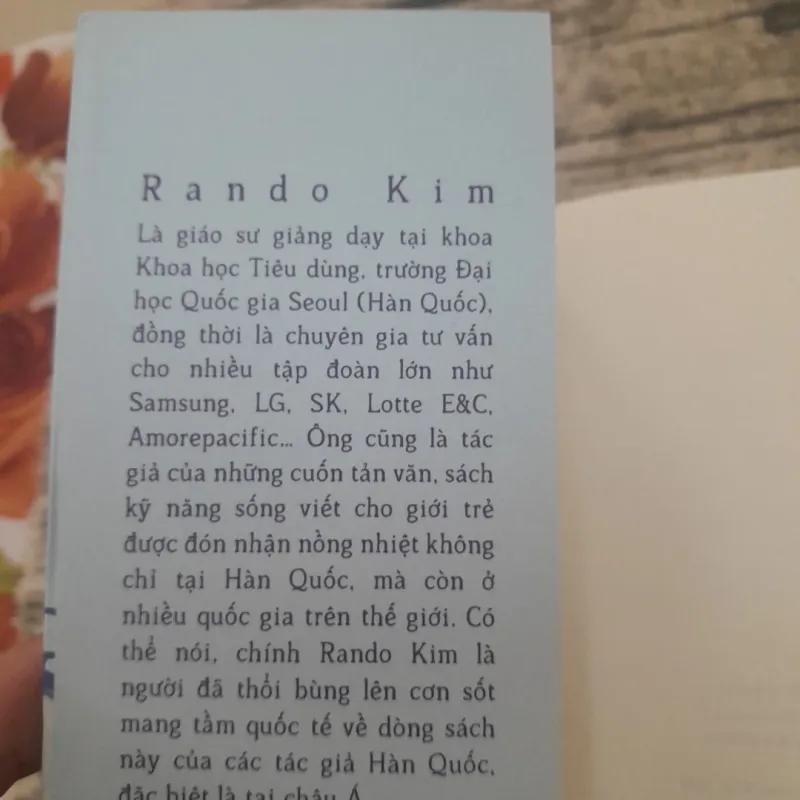 Rando Kim
Là giáo sư giảng dạy tại khoa
Khoa học Tiêu dùng, trường Đại
học Quốc gia Seoul (Hàn Quốc),
đồng thời là chuyên gia tư vấn
cho nhiều tập đoàn lớn như
Samsung, LG, SK, Lotte E&C,
Amorepacific... Ông cũng là tác
giả của những cuốn tản văn, sách
kỹ năng sống viết cho giới trẻ
được đón nhận nồng nhiệt không
chỉ tại Hàn Quốc, mà còn ở
nhiều quốc gia trên thế giới. Có
thể nói, chính Rando Kim là
người đã thổi bùng lên cơn sốt
mang tầm quốc tế về dòng sách
này của các tác giả Hàn Quốc,
đặc biệt là tại châu Á